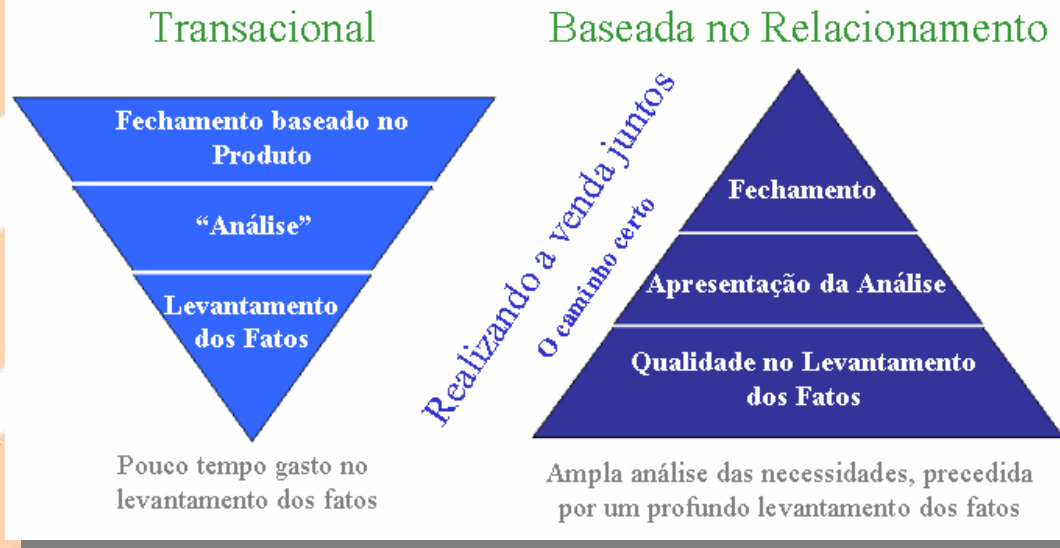 Transacional
Fechamento baseado no
Produto
“Análise”
Levantamento
dos Fatos
Pouco tempo gasto no
levantamento dos fatos
Realizando a venda juntos
O caminho certo
Baseada no Relacionamento
Fechamento
Apresentação da Análise
Qualidade no Levantamento
dos Fatos
Ampla análise das necessidades, precedida
por um profundo levantamento dos fatos